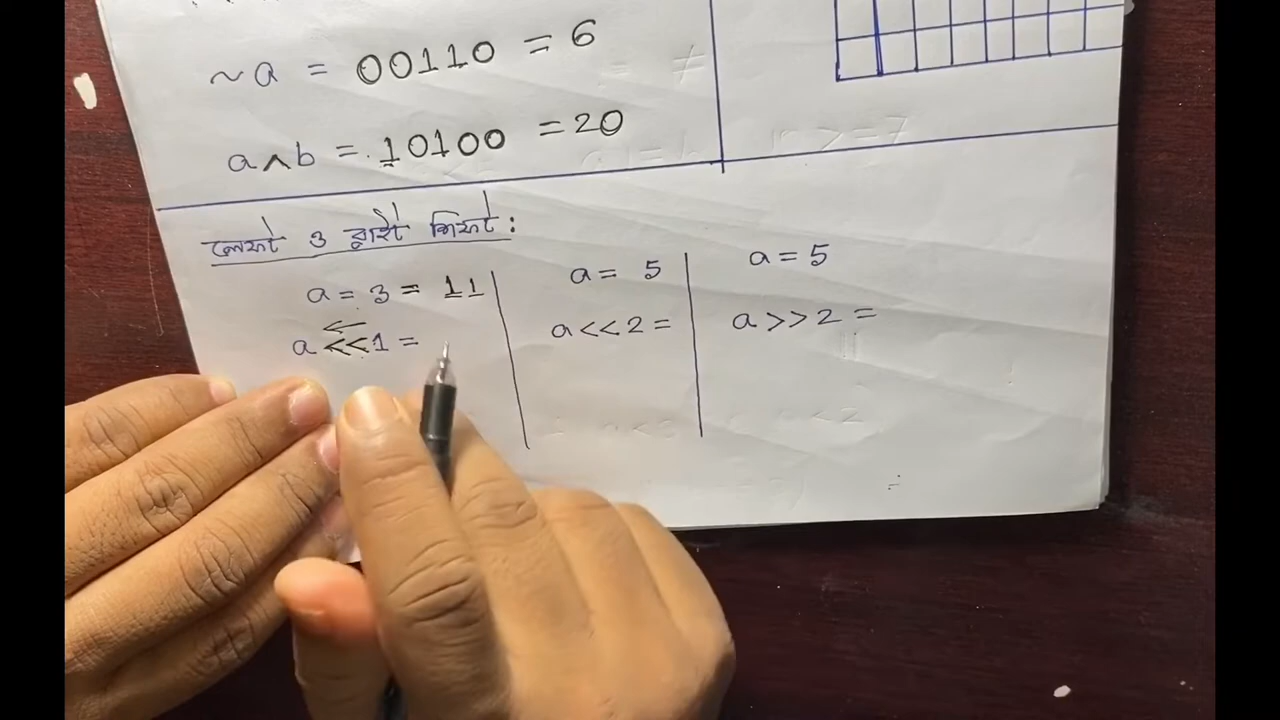 ~a = 00110 = 6
a^b = 10100 = 20
লেফট ও রাইট শিফট :
a = 3 = 11
a << 1 =
a = 5
a << 2 =
a = 5
a >> 2 =